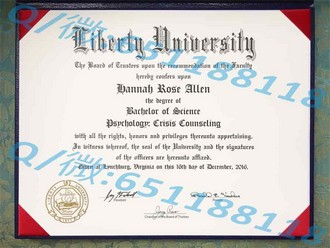 Liberty University
The Board of Trustees upon the recommendation of the Faculty
hereby confers upon
Hannah Rose Allen
the degree of
Bachelor of Science
Psychology: Crisis Counseling
with all the rights, honors and privileges thereunto appertaining.
In witness whereof, the seal of the University and the signatures
of the officers are hereunto affixed.
Given at Lynchburg, Virginia on this 10th day of December, 2016.
Q/微:651188118
Q/微:651188118